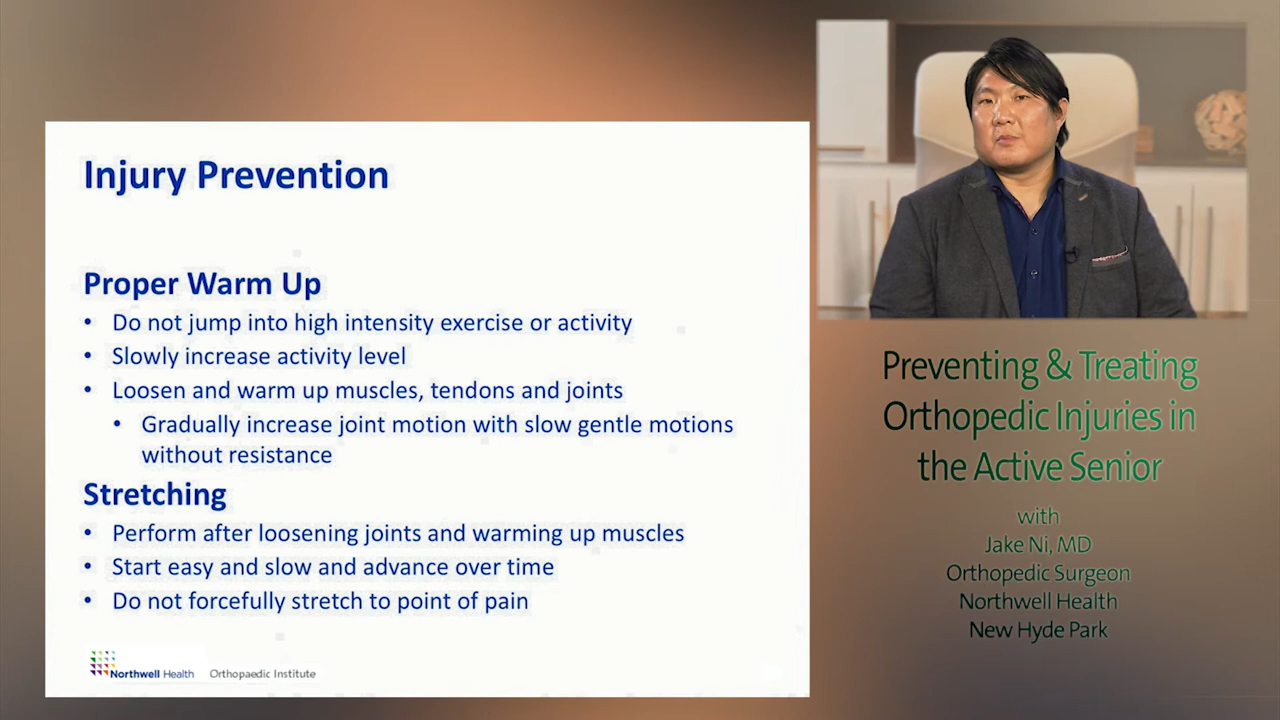 Injury Prevention
Proper Warm Up
• Do not jump into high intensity exercise or activity
• Slowly increase activity level
• Loosen and warm up muscles, tendons and joints
• Gradually increase joint motion with slow gentle motions
without resistance
Stretching
• Perform after loosening joints and warming up muscles
• Start easy and slow and advance over time
• Do not forcefully stretch to point of pain
Northwell Health Orthopaedic Institute
Preventing & Treating
Orthopedic Injuries in
the Active Senior
with
Jake Ni, MD
Orthopedic Surgeon
Northwell Health
New Hyde Park